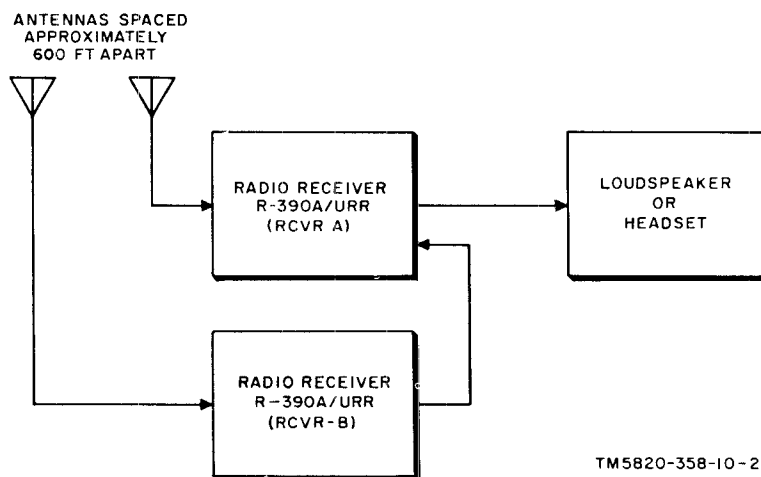 ANTENNAS SPACED
APPROXIMATELY
600 FT APART
RADIO RECEIVER
R-390A/URR
(RCVR A)
LOUDSPEAKER
OR
HEADSET
RADIO RECEIVER
R-390A/URR
(RCVR-B)
TM5820-358-10-2